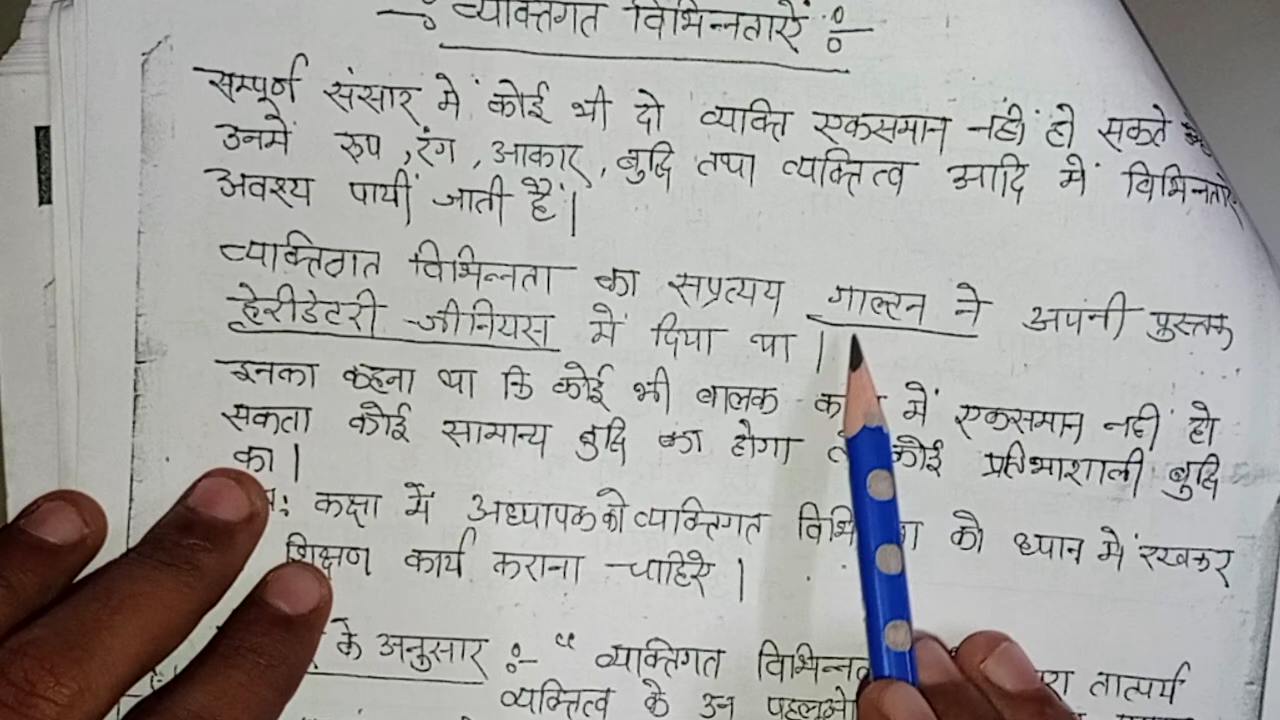 व्यक्तिगत विभिन्नताऐं
सम्पूर्ण संसार में कोई भी दो व्यक्ति एकसमान नहीं हो सकते
उनमें रूप, रंग, आकार, बुद्दि तथा व्यक्तित्व आदि में विभिन्नताऐं
अवश्य पायीं जाती हैं।
व्यक्तिगत विभिन्नता का सप्रत्यय गाल्टन ने अपनी पुस्तक
हेरीडेटरी जीनियस में दिया था।
इनका कहना था कि कोई भी बालक में एकसमान नहीं हो
सकता कोई सामान्य बुद्दि का होगा कोई प्रतिभाशाली बुद्दि
का।
कक्षा में अध्यापक को व्यक्तिगत को ध्यान में रखकर
शिक्षण कार्य कराना चाहिऐ।
के अनुसार :- “ व्यक्तिगत तात्पर्य
व्यक्तित्व के उन